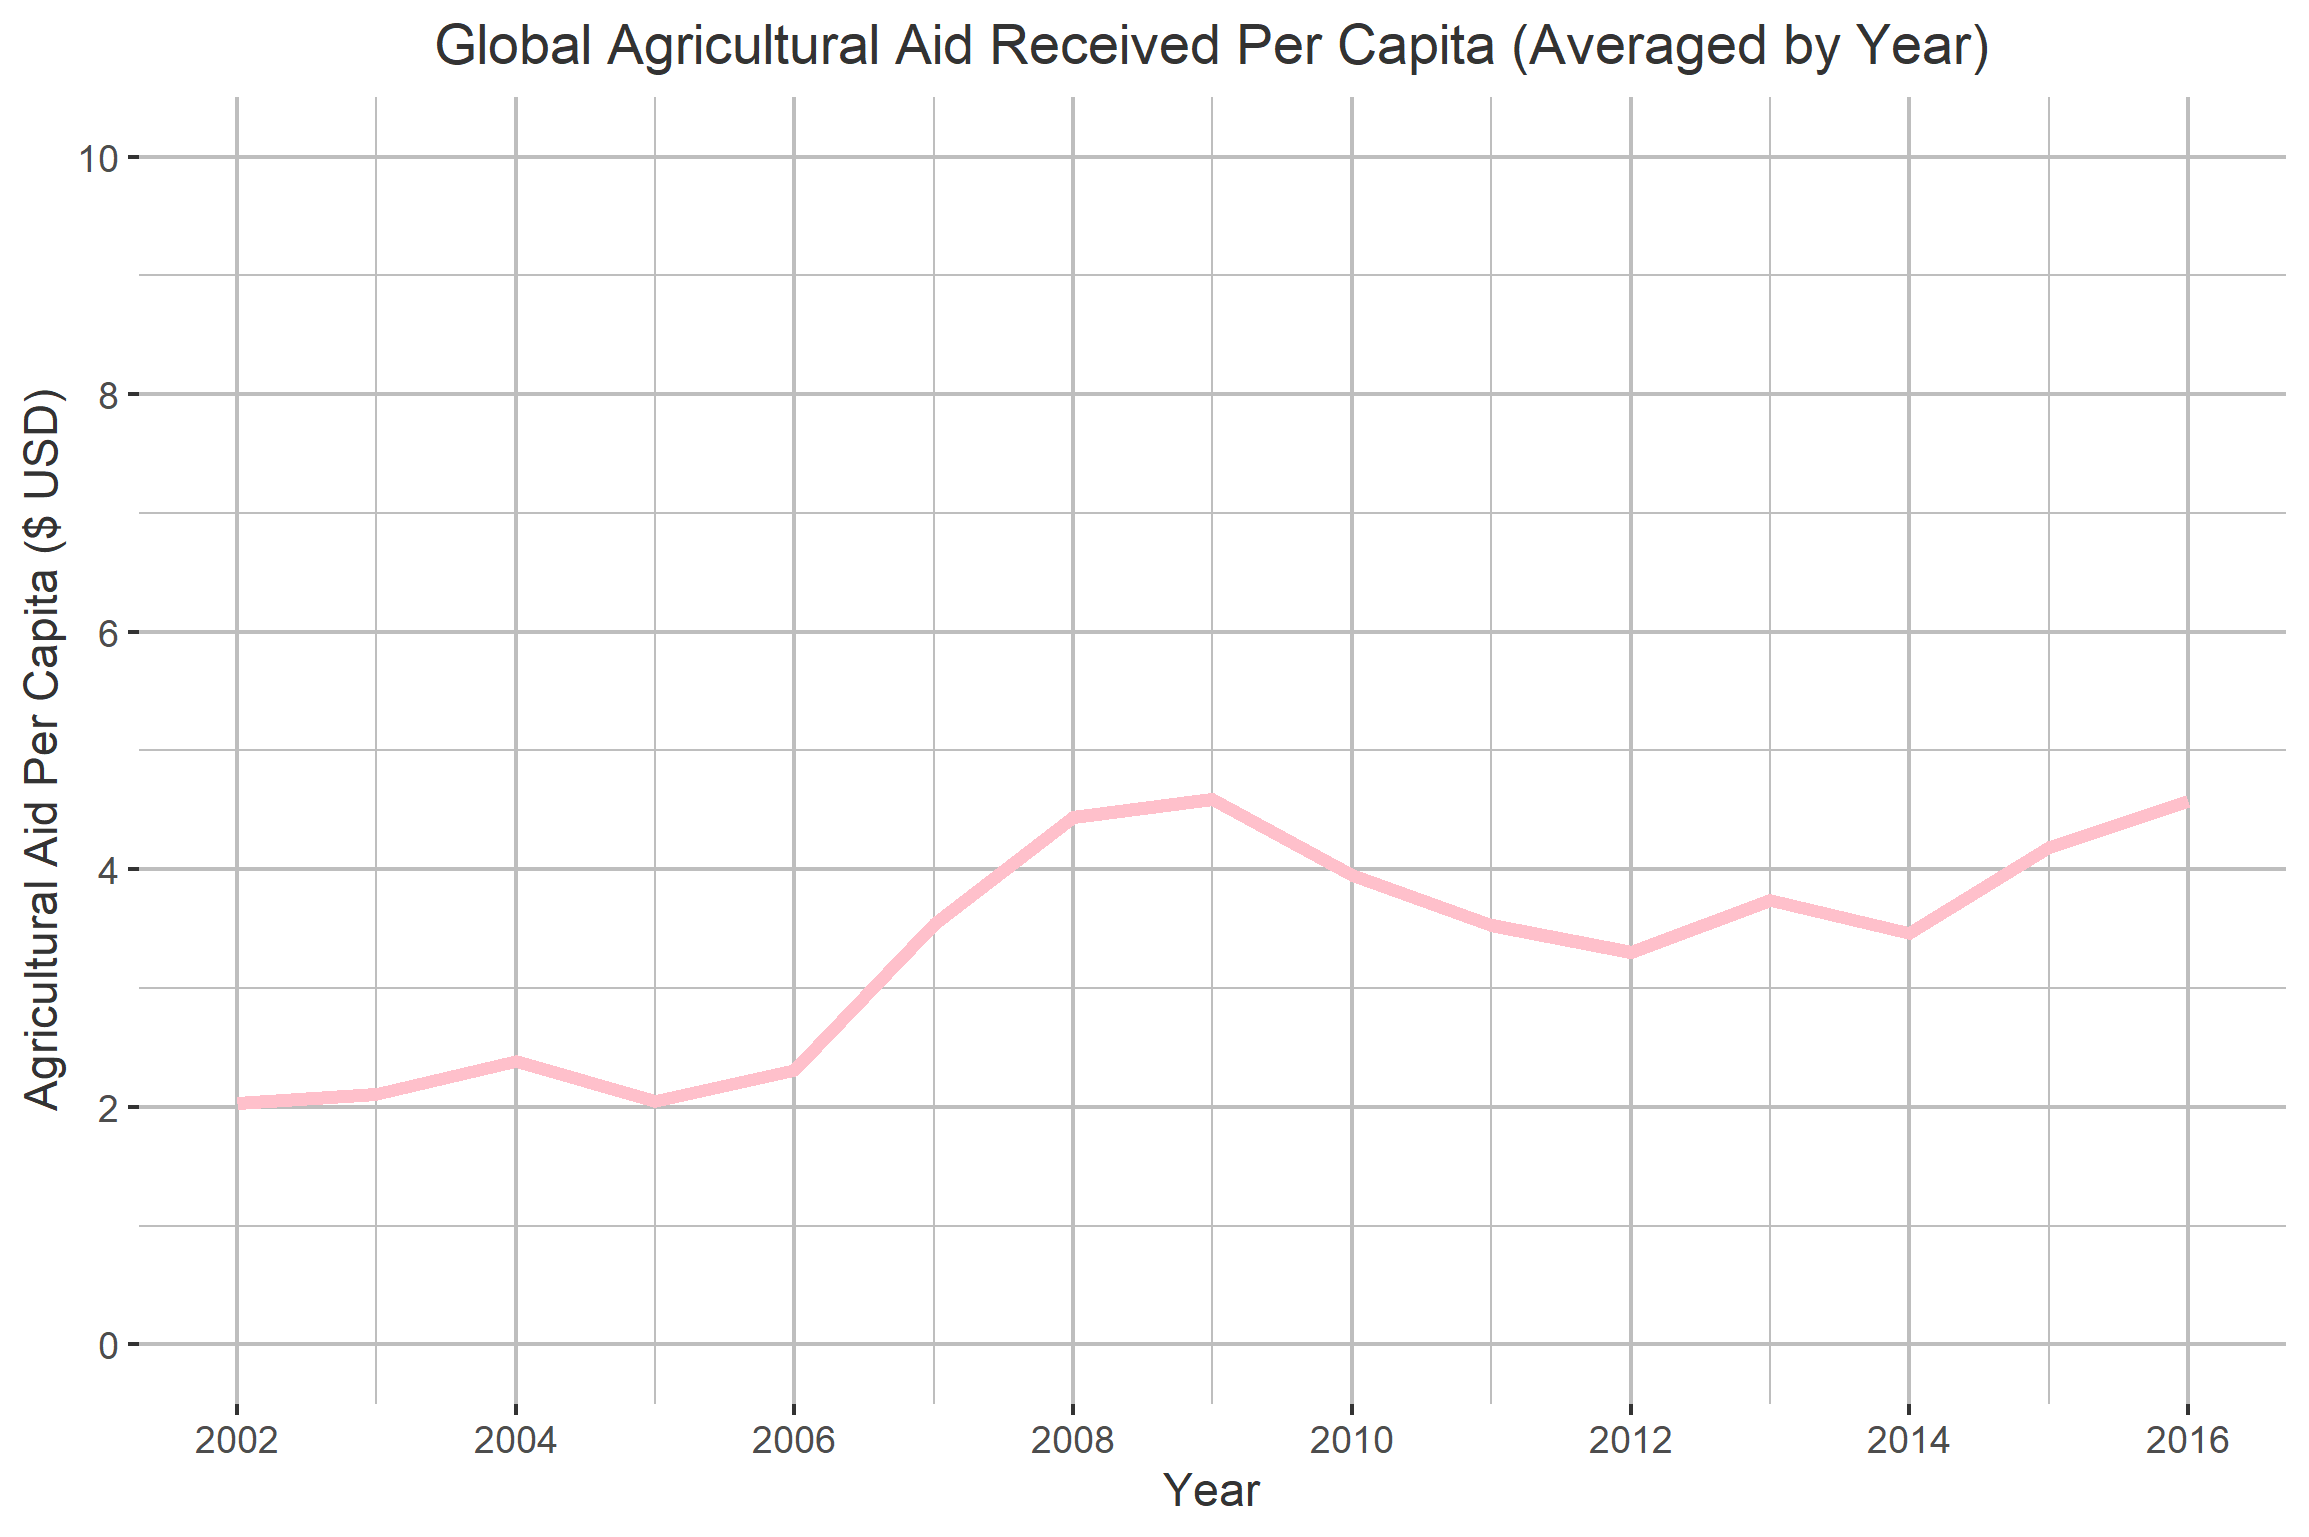 Global Agricultural Aid Received Per Capita (Averaged by Year)
Agricultural Aid Per Capita ($ USD)
10
8
6
4
2
0
2002 2004 2006 2008 2010 2012 2014 2016
Year